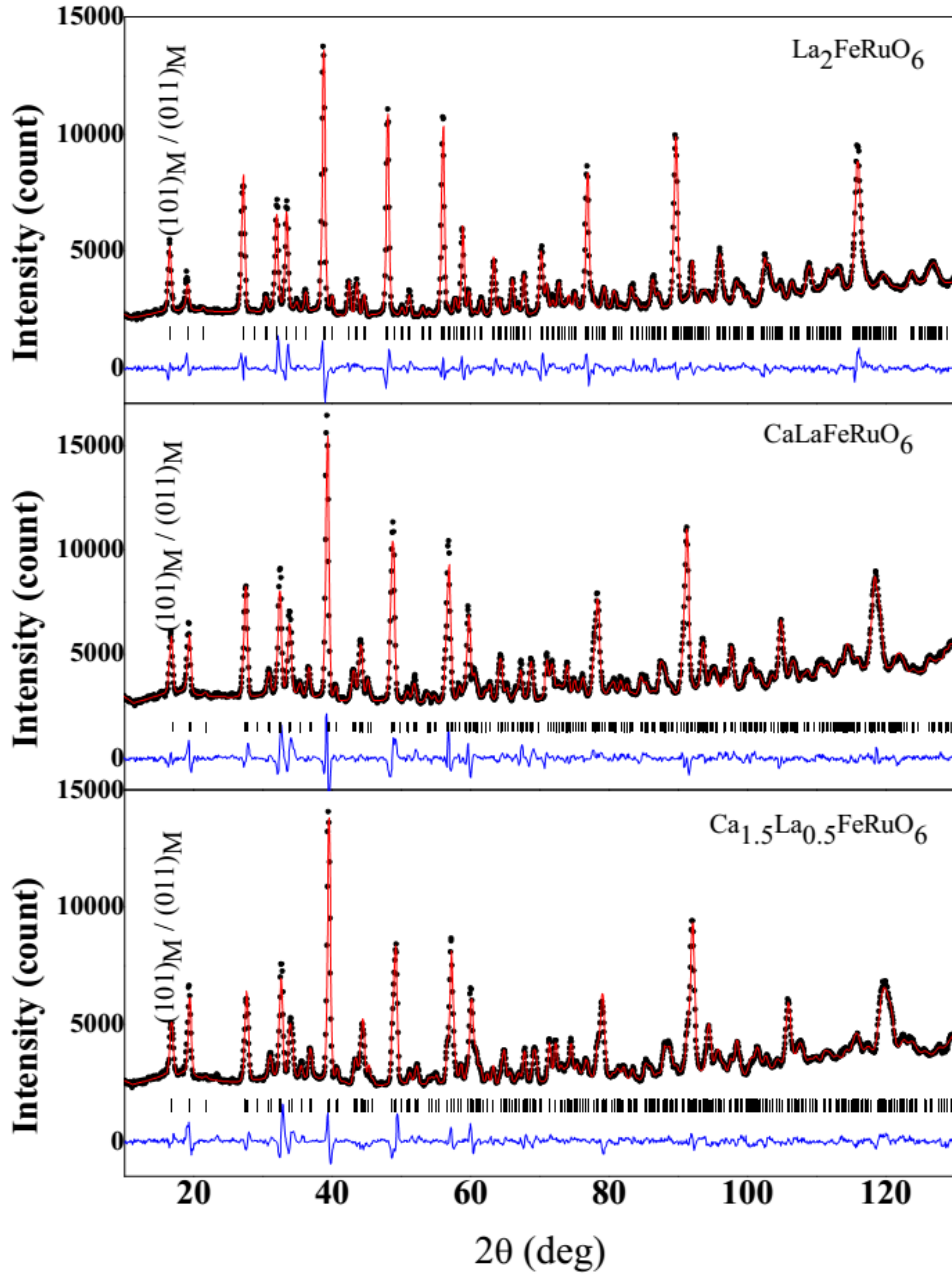 Intensity (count)
15000
10000
5000
0
(101)M / (011)M
La2FeRuO6
Intensity (count)
15000
10000
5000
0
(101)M / (011)M
CaLaFeRuO6
Intensity (count)
15000
10000
5000
0
(101)M / (011)M
Ca1.5La0.5FeRuO6
20 40 60 80 100 120
2θ (deg)